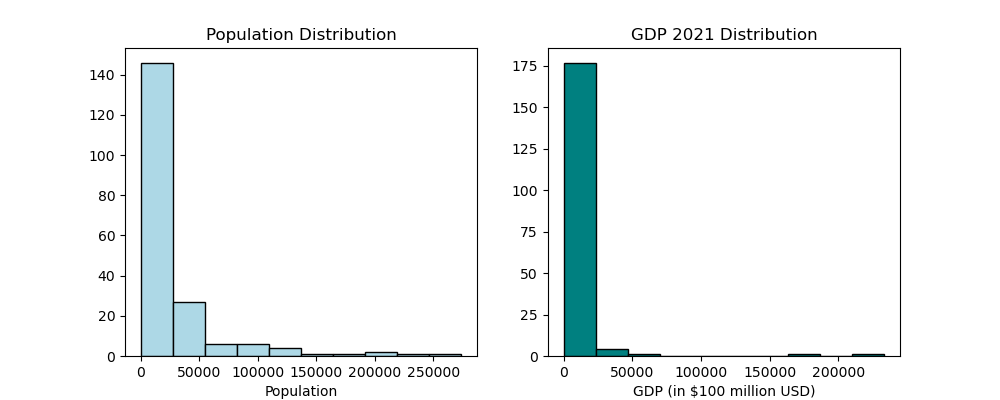 Population Distribution
140
120
100
80
60
40
20
0
0 50000 100000 150000 200000 250000
Population
GDP 2021 Distribution
175
150
125
100
75
50
25
0
0 50000 100000 150000 200000
GDP (in $100 million USD)